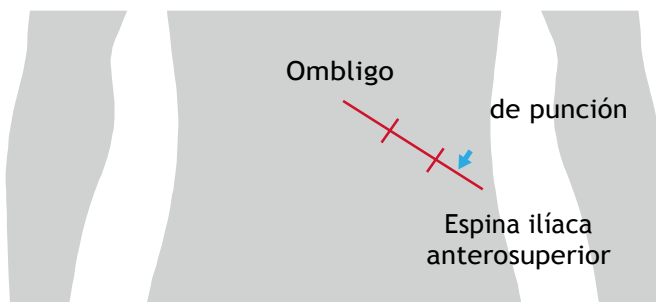 Ombligo
de punción
Espina ilíaca
anterosuperior